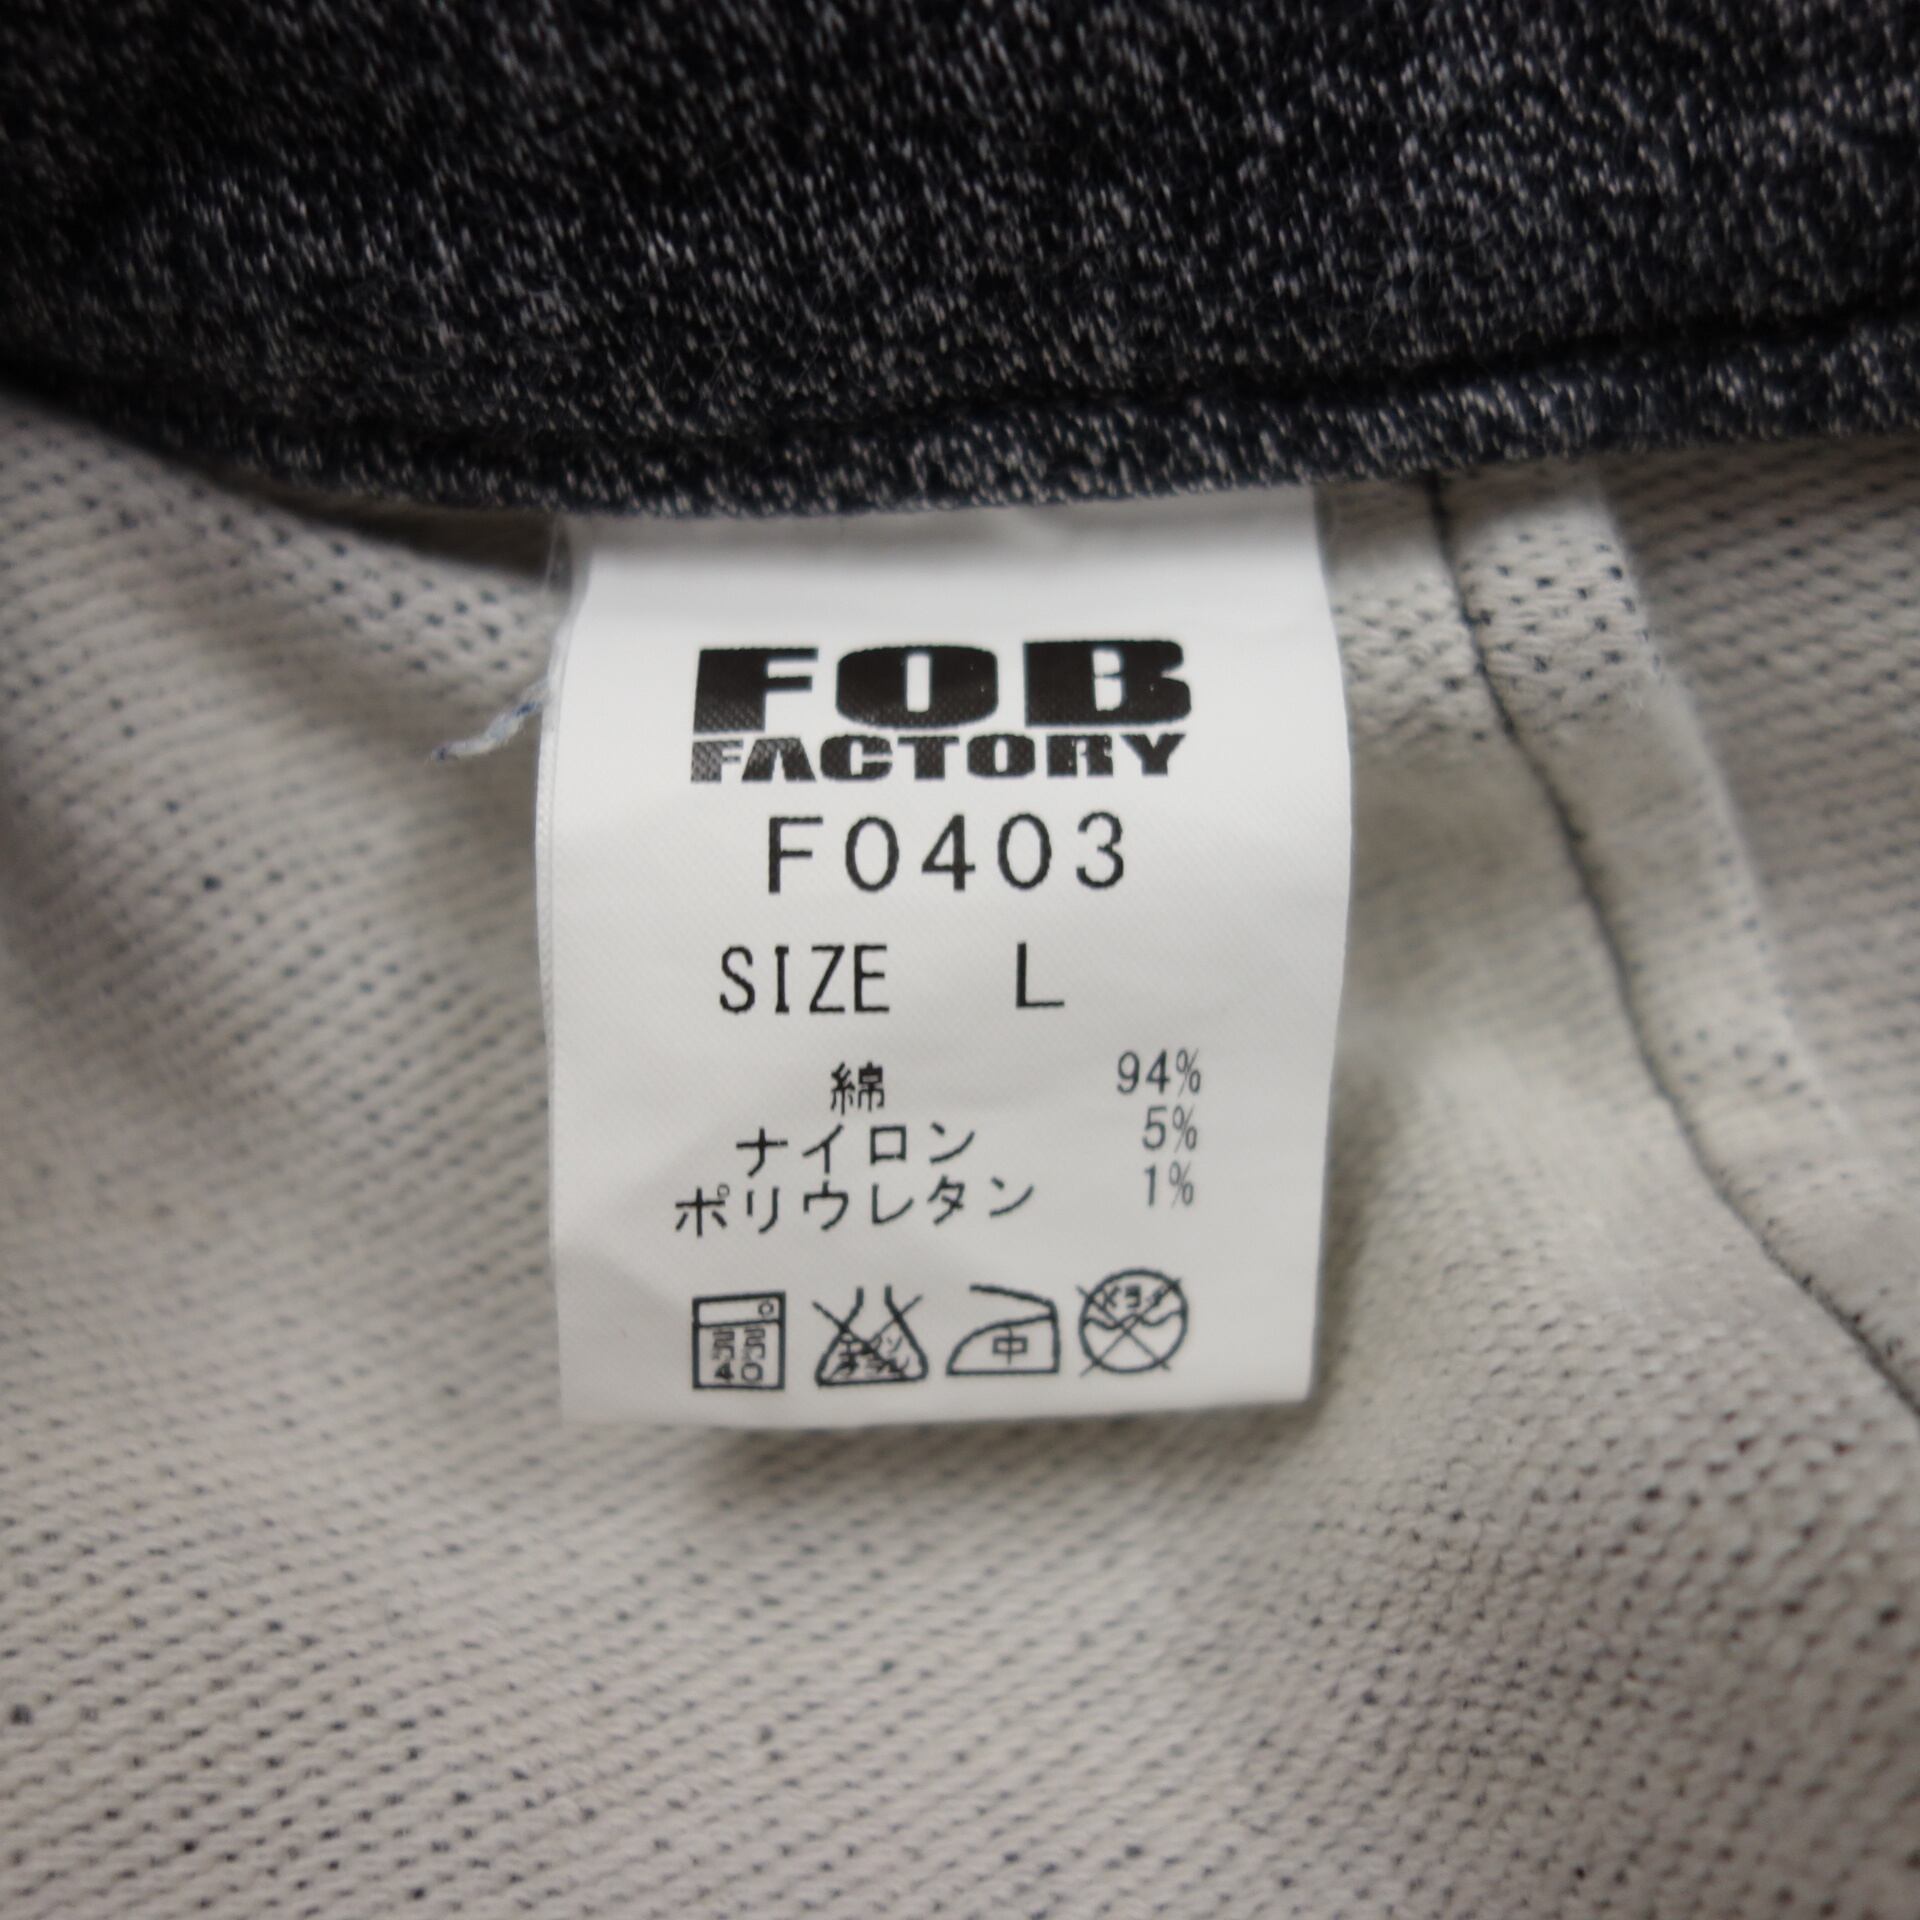 FOB
FACTORY
F0403
SIZE L
綿 94%
ナイロン 5%
ポリウレタン 1%
40 中